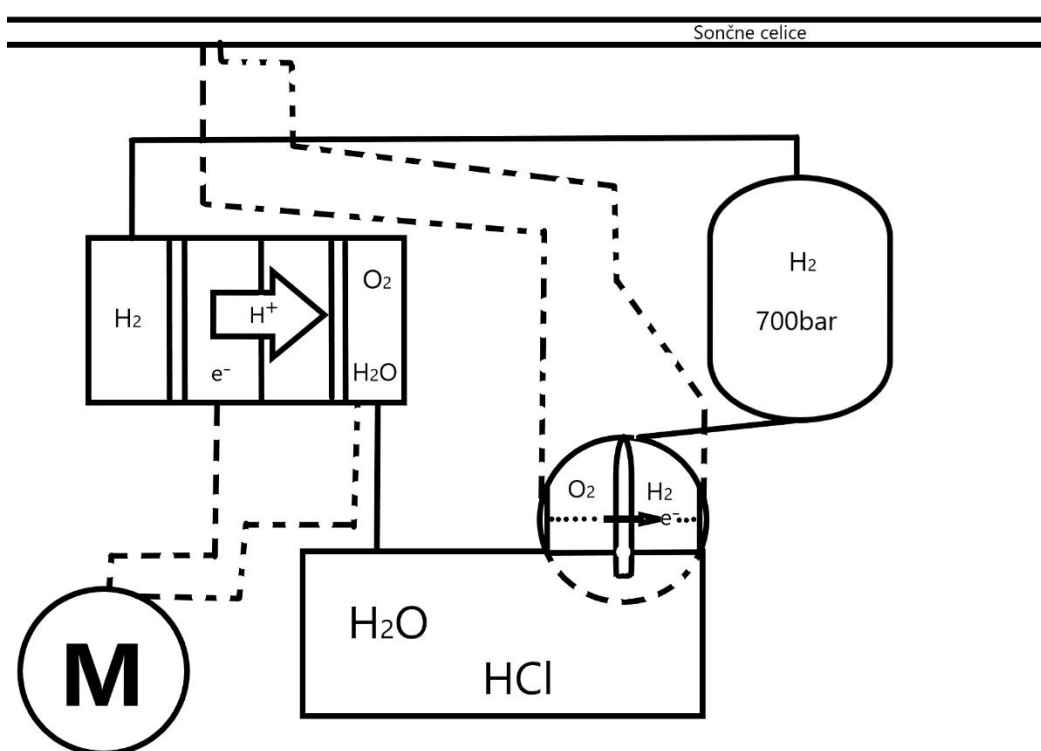 Sončne celice
H2
700bar
H2
H+
e-
O2
H2O
M
O2
H2
e-
H2O
HCl